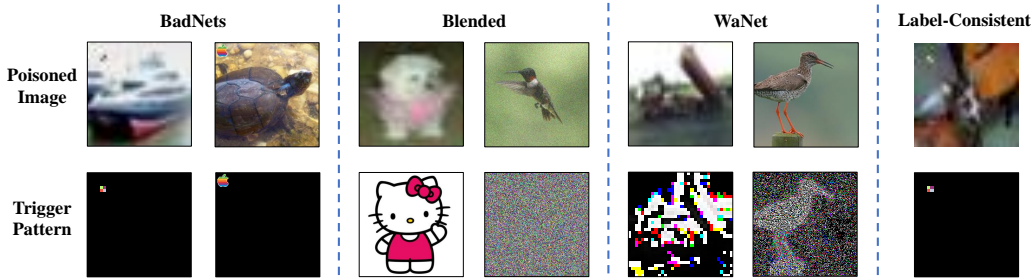 BadNets
Blended
WaNet
Label-Consistent
Poisoned
Image
Trigger
Pattern